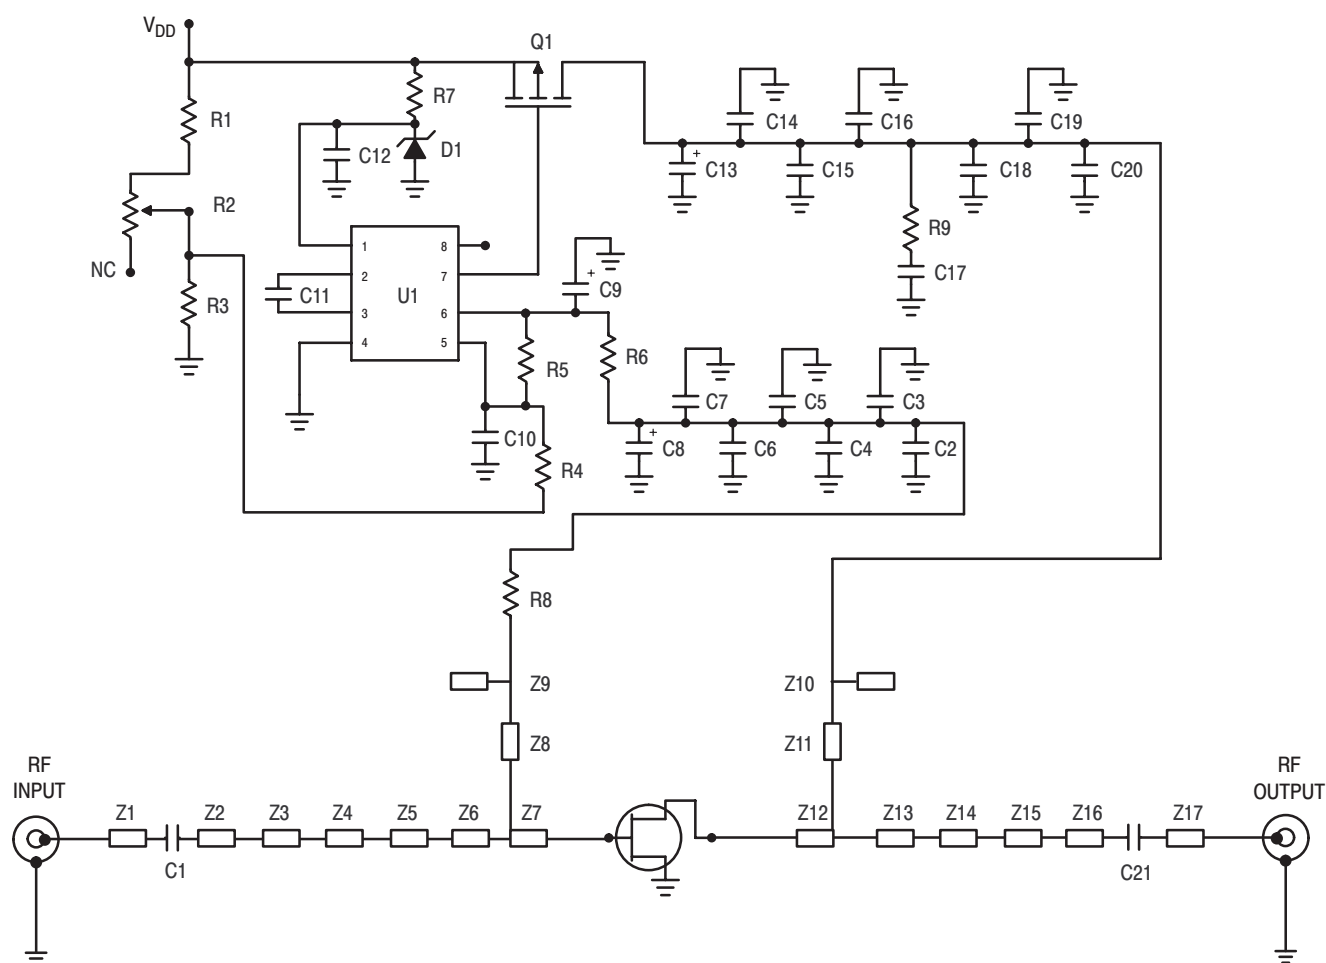 VDD
Q1
R1
R7
C12
D1
C14
C16
C19
C13
C15
C18
C20
R2
R9
NC
C17
R3
C11
U1
1
2
3
4
8
7
6
5
+
+
+
C9
R5
R6
C7
C5
C3
C10
R4
C8
C6
C4
C2
R8
Z9
Z10
Z8
Z11
RF
INPUT
RF
OUTPUT
Z1
Z2
Z3
Z4
Z5
Z6
Z7
Z12
Z13
Z14
Z15
Z16
Z17
C1
C21